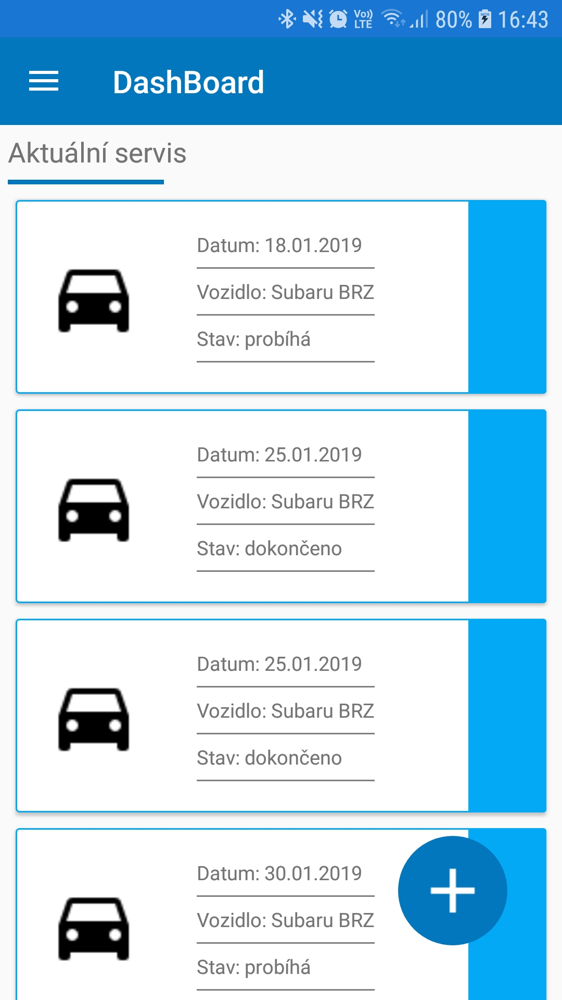 Vo)) LTE 80% 16:43
DashBoard
Aktuální servis
Datum: 18.01.2019
Vozidlo: Subaru BRZ
Stav: probíhá
Datum: 25.01.2019
Vozidlo: Subaru BRZ
Stav: dokončeno
Datum: 25.01.2019
Vozidlo: Subaru BRZ
Stav: dokončeno
Datum: 30.01.2019
Vozidlo: Subaru BRZ
Stav: probíhá